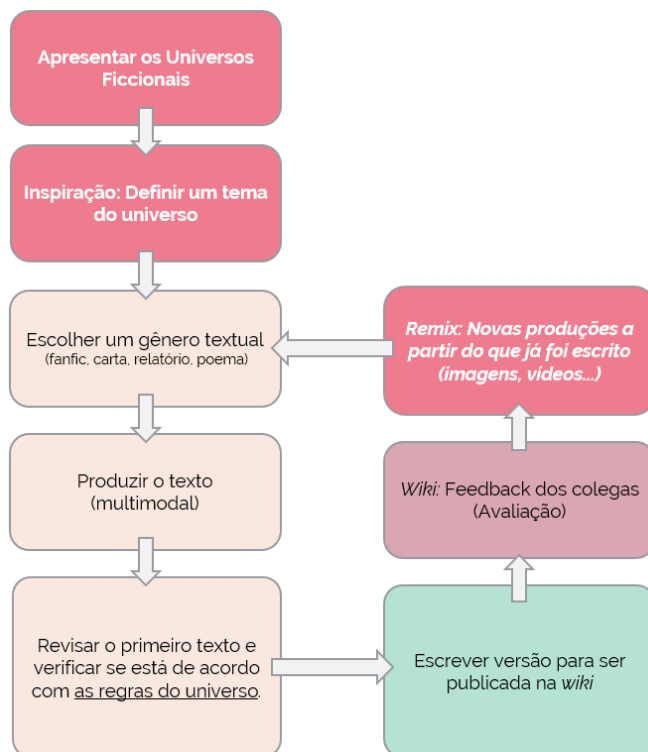 Apresentar os Universos
Ficcionais
Inspiração: Definir um tema
do universo
Escolher um gênero textual
(fanfic, carta, relatório, poema)
Produzir o texto
(multimodal)
Revisar o primeiro texto e
verificar se está de acordo
com as regras do universo.
Escrever versão para ser
publicada na wiki
Wiki: Feedback dos colegas
(Avaliação)
Remix: Novas produções a
partir do que já foi escrito
(imagens, vídeos...)